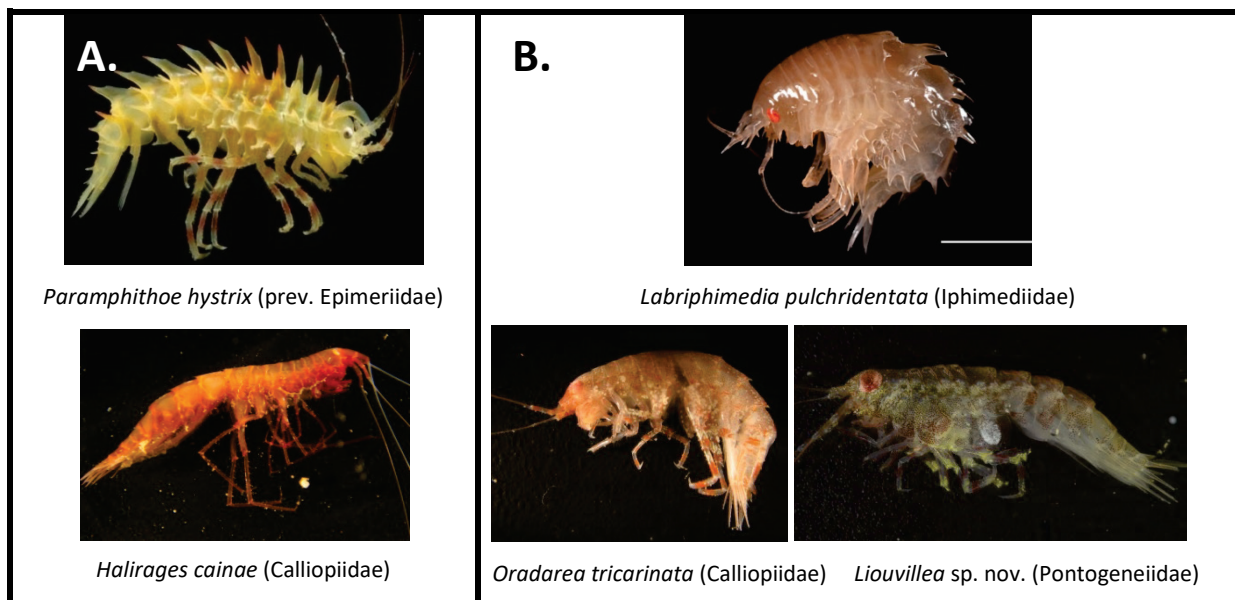 A.
Paramphithoe hystrix (prev. Epimeriidae)
Halirages cainae (Calliopiidae)
B.
Labriphimedia pulchridentata (Iphimediidae)
Oradarea tricarinata (Calliopiidae)
Liouvillea sp. nov. (Pontogeneiidae)